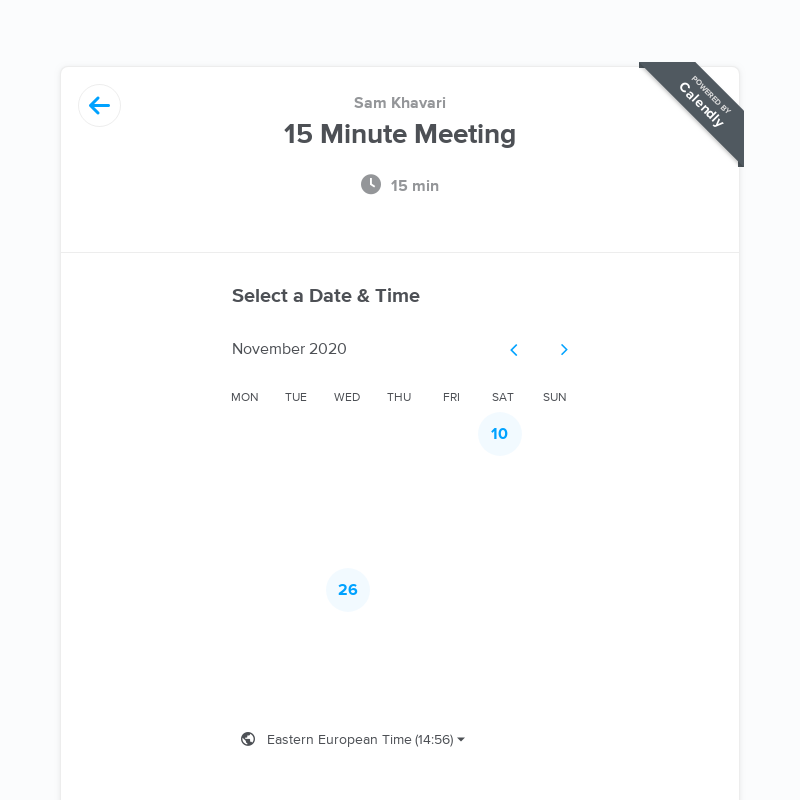 Sam Khavari
15 Minute Meeting
15 min
POWERED BY
Calendly
Select a Date & Time
November 2020
MON TUE WED THU FRI SAT SUN
10
26
Eastern European Time (14:56)